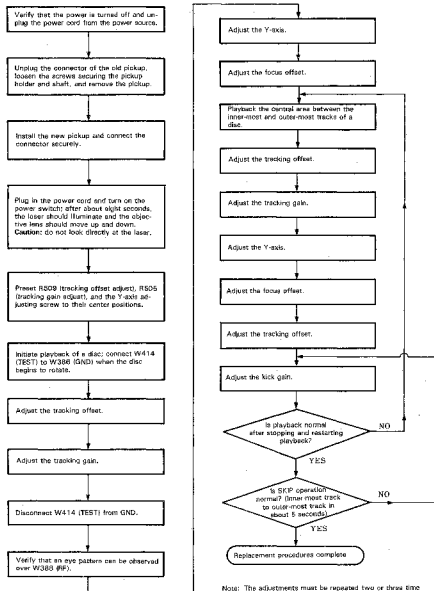 Verify that the power is turned off and un-
plug the power cord from the power source.
Unplug the connector of the old pickup,
loosen the screws securing the pickup
holder and shaft, and remove the pickup.
Install the new pickup and connect the
connector securely.
Plug in the power cord and turn on the
power switch; after about eight seconds,
the laser should illuminate and the objec-
tive lens should move up and down.
Caution: do not look directly at the laser.
Preset R509 (tracking offset adjust), R505
(tracking gain adjust), and the Y-axis ad-
justing screw to their center positions.
Initiate playback of a disc; connect W414
(TEST) to W386 (GND) when the disc
begins to rotate.
Adjust the tracking offset.
Adjust the tracking gain.
Disconnect W414 (TEST) from GND.
Verify that an eye pattern can be observed
over W388 (RF).
Adjust the Y-axis.
Adjust the focus offset.
Playback the central area between the
inner-most and outer-most tracks of a
disc.
Adjust the tracking offset.
Adjust the tracking gain.
Adjust the Y-axis.
Adjust the focus offset.
Adjust the tracking offset.
Adjust the kick gain.
Is playback normal
after stopping and restarting
playback?
NO
YES
Is SKIP operation
normal? (Inner-most track
to outer-most track in
about 5 seconds)
NO
YES
Replacement procedures complete
Note: The adjustments must be repeated two or three time